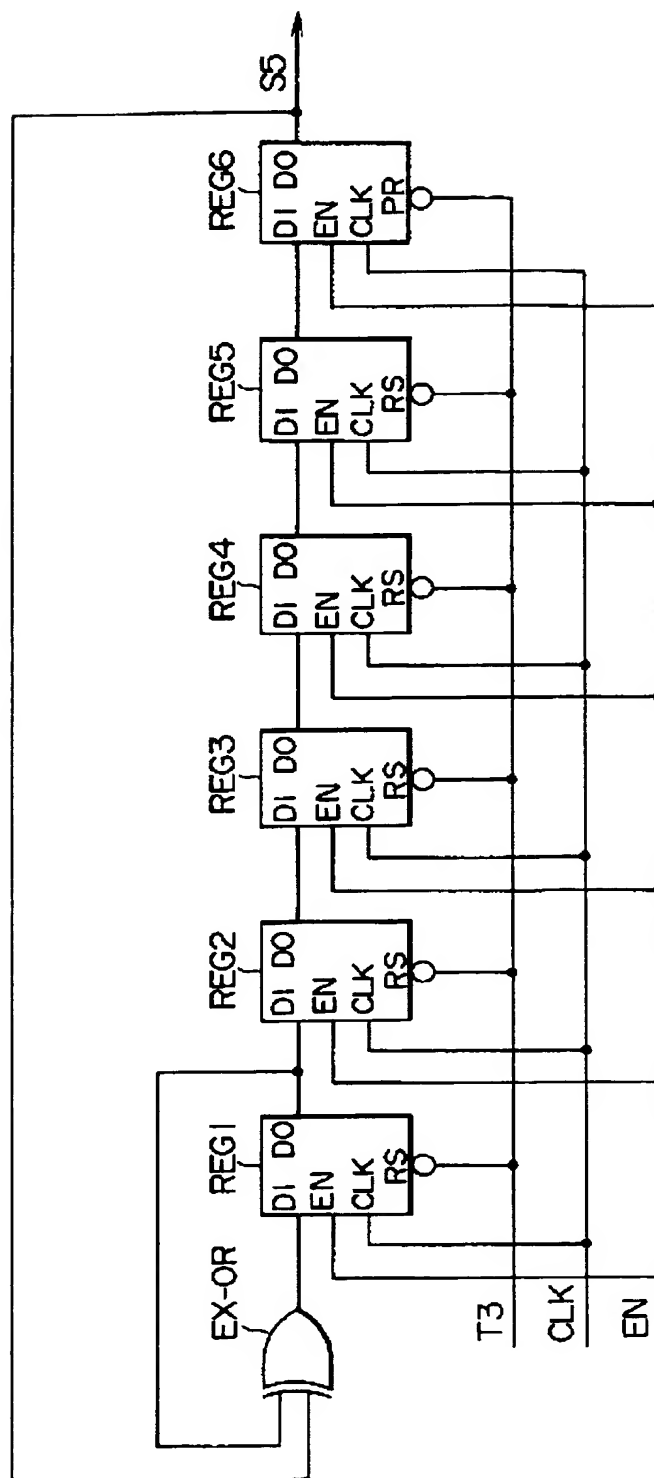 EX-OR
REG1
DI DO
EN
CLK
RS
REG2
DI DO
EN
CLK
RS
REG3
DI DO
EN
CLK
RS
REG4
DI DO
EN
CLK
RS
REG5
DI DO
EN
CLK
RS
REG6
DI DO
EN
CLK
PR
S5
T3
CLK
EN